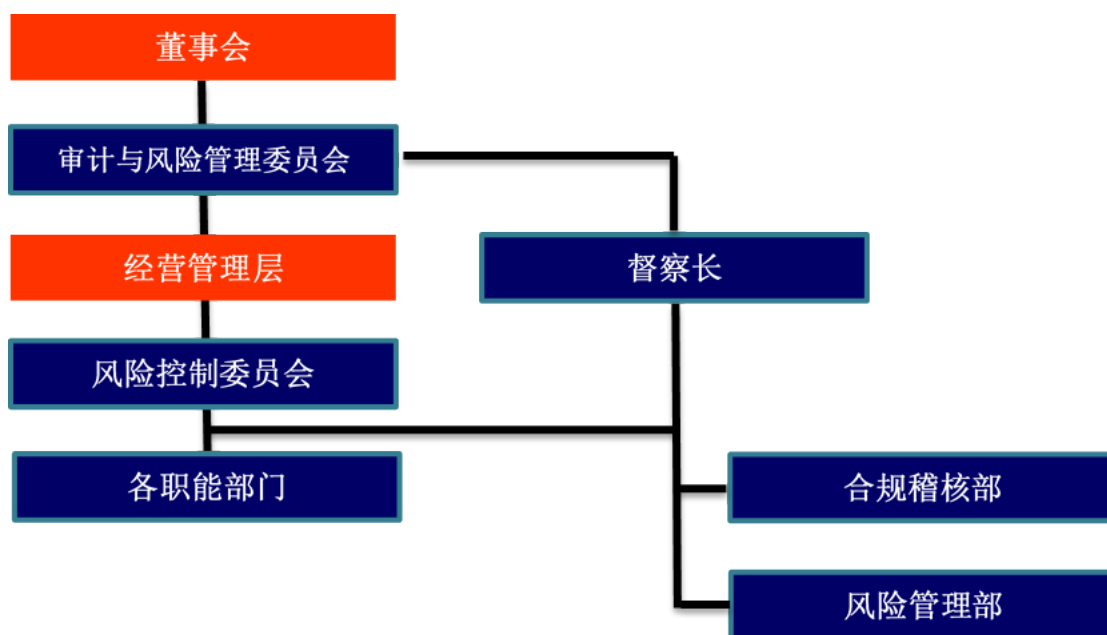 董事会
审计与风险管理委员会
经营管理层
督察长
风险控制委员会
各职能部门
合规稽核部
风险管理部